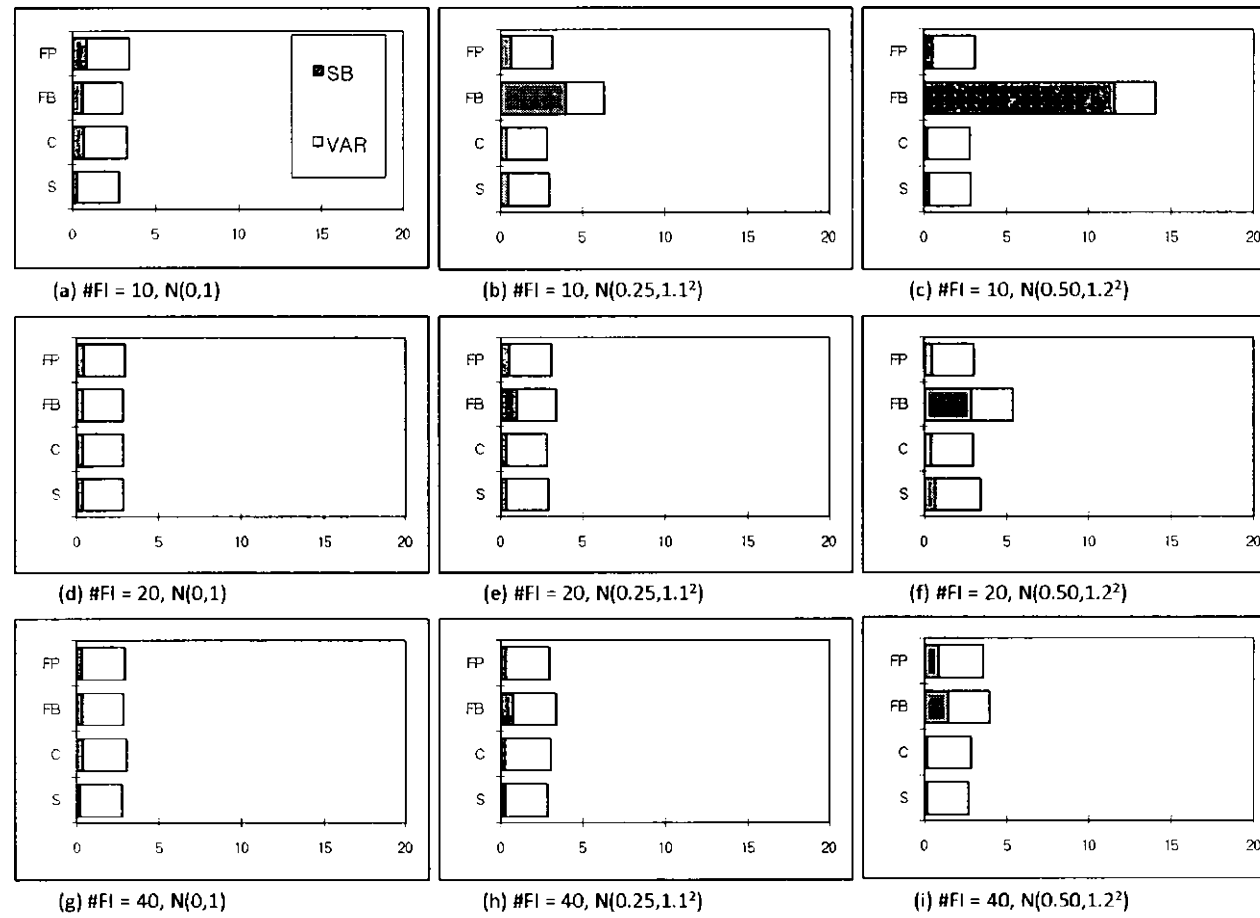 FP
FB
C
S
SB
VAR
0 5 10 15 20
(a) #FI = 10, N(0,1)
FP
FB
C
S
0 5 10 15 20
(b) #FI = 10, N(0.25,1.1²)
FP
FB
C
S
0 5 10 15 20
(c) #FI = 10, N(0.50,1.2²)
FP
FB
C
S
0 5 10 15 20
(d) #FI = 20, N(0,1)
FP
FB
C
S
0 5 10 15 20
(e) #FI = 20, N(0.25,1.1²)
FP
FB
C
S
0 5 10 15 20
(f) #FI = 20, N(0.50,1.2²)
FP
FB
C
S
0 5 10 15 20
(g) #FI = 40, N(0,1)
FP
FB
C
S
0 5 10 15 20
(h) #FI = 40, N(0.25,1.1²)
FP
FB
C
S
0 5 10 15 20
(i) #FI = 40, N(0.50,1.2²)